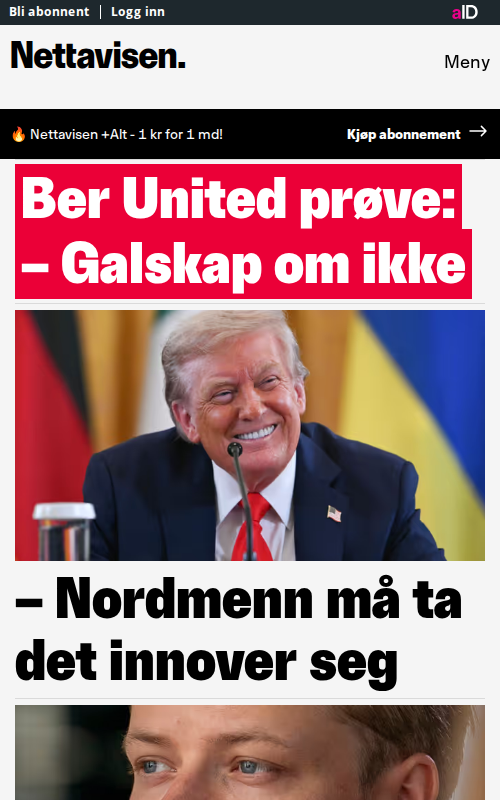 Bli abonnent | Logg inn
aID
Nettavisen.
Meny
🔥 Nettavisen +Alt - 1 kr for 1 md!
Kjøp abonnement →
Ber United prøve:
– Galskap om ikke
– Nordmenn må ta
det innover seg